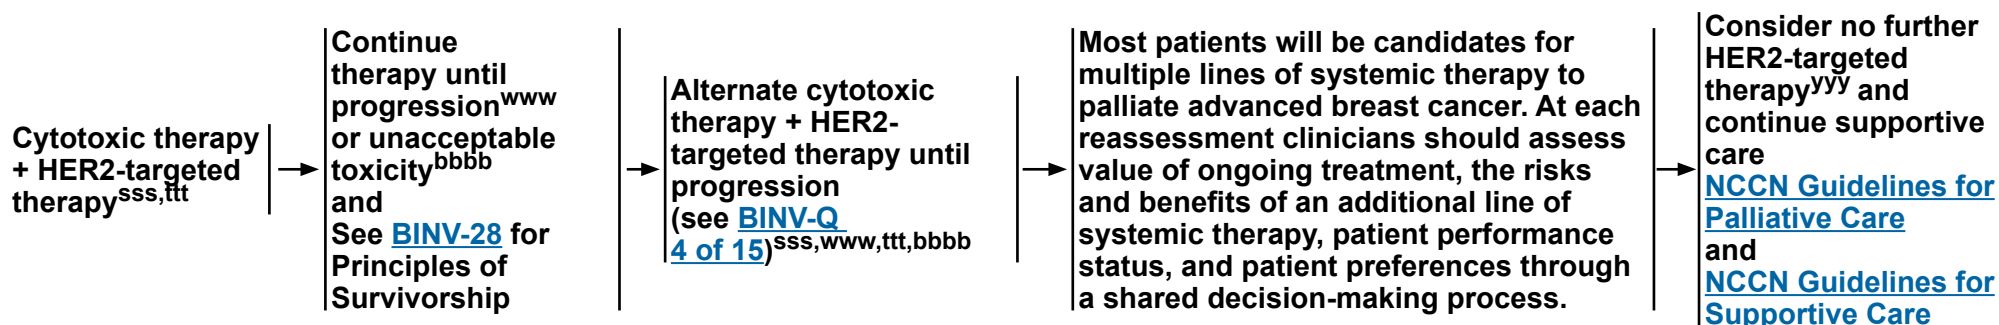 Cytotoxic therapy
+ HER2-targeted
therapysss,ttt
Continue
therapy until
progressionwww
or unacceptable
toxicitybbbb
and
See BINV-28 for
Principles of
Survivorship
Alternate cytotoxic
therapy + HER2-
targeted therapy until
progression
(see BINV-Q
4 of 15)sss,www,ttt,bbbb
Most patients will be candidates for
multiple lines of systemic therapy to
palliate advanced breast cancer. At each
reassessment clinicians should assess
value of ongoing treatment, the risks
and benefits of an additional line of
systemic therapy, patient performance
status, and patient preferences through
a shared decision-making process.
Consider no further
HER2-targeted
therapyyyy and
continue supportive
care
NCCN Guidelines for
Palliative Care
and
NCCN Guidelines for
Supportive Care